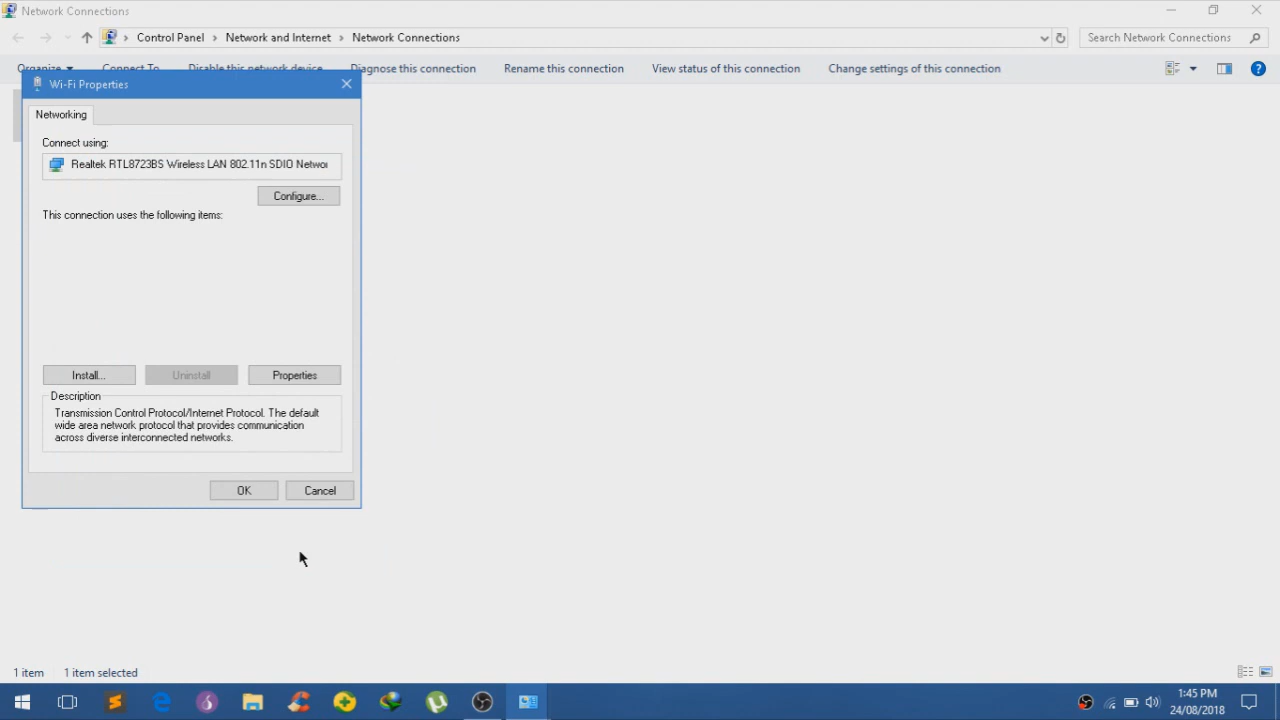 Network Connections
Control Panel > Network and Internet > Network Connections
Search Network Connections
Organize Connect To Disable this network device Diagnose this connection Rename this connection View status of this connection Change settings of this connection
Wi-Fi Properties
Networking
Connect using:
Realtek RTL8723BS Wireless LAN 802.11n SDIO Networ
Configure...
This connection uses the following items:
Install... Uninstall Properties
Description
Transmission Control Protocol/Internet Protocol. The default
wide area network protocol that provides communication
across diverse interconnected networks.
OK Cancel
1 item 1 item selected
1:45 PM
24/08/2018